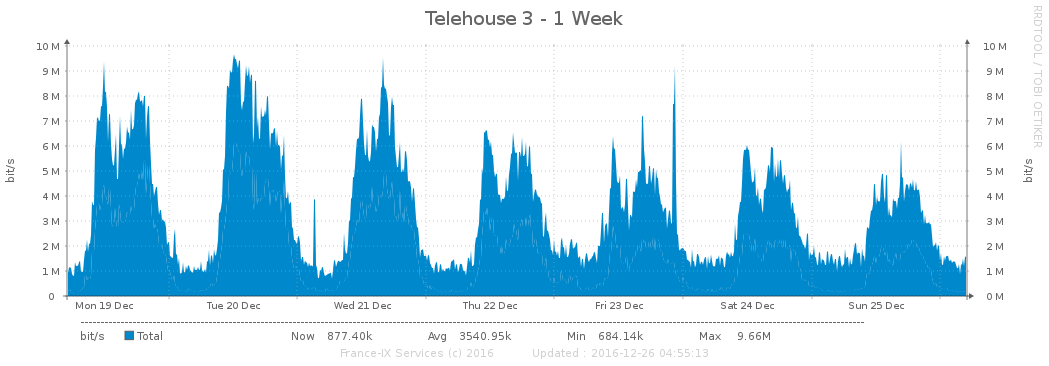 Telehouse 3 - 1 Week
RRDTOOL / TOBI OETIKER
10 M 10 M
9 M 9 M
8 M 8 M
7 M 7 M
6 M 6 M
5 M 5 M
4 M 4 M
3 M 3 M
2 M 2 M
1 M 1 M
0 0 M
bit/s bit/s
Mon 19 Dec Tue 20 Dec Wed 21 Dec Thu 22 Dec Fri 23 Dec Sat 24 Dec Sun 25 Dec
bit/s Total Now 877.40k Avg 3540.95k Min 684.14k Max 9.66M
France-IX Services (c) 2016 Updated : 2016-12-26 04:55:13